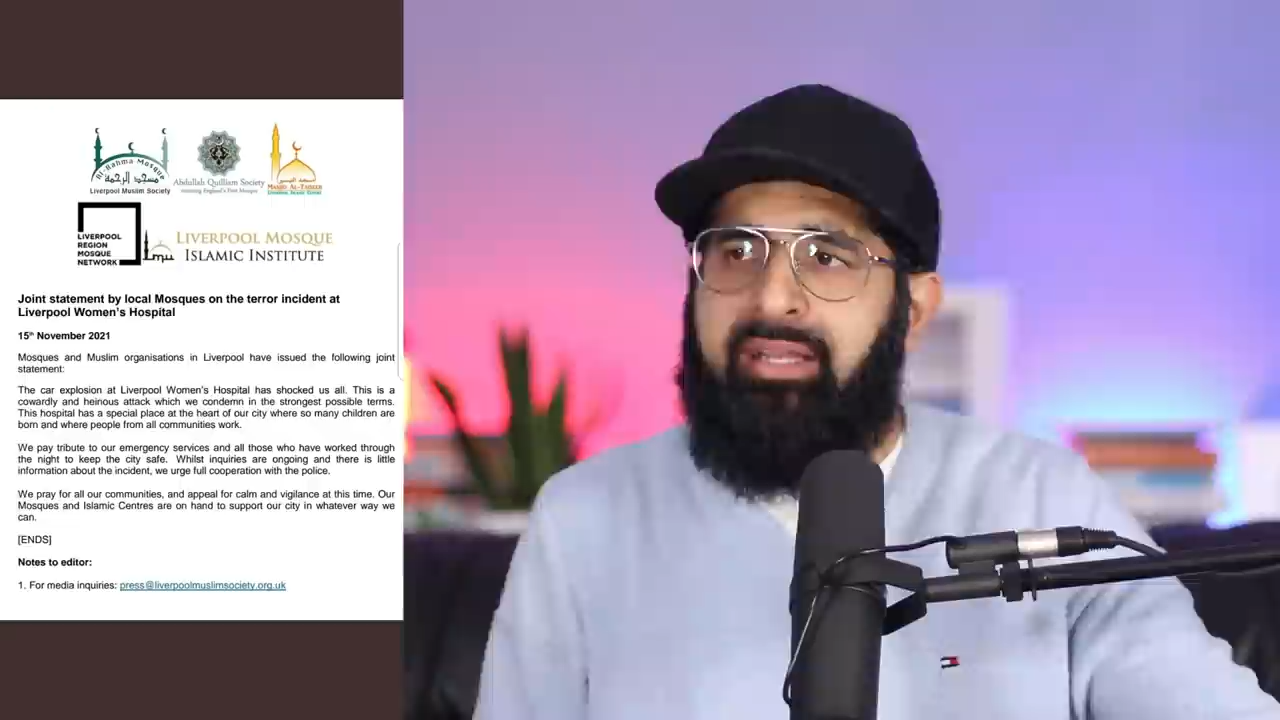 Al-Rahma Mosque
مسجد الرحمة
Liverpool Muslim Society
Abdullah Quilliam Society
restoring England's First Mosque
MASJID AL-TAISEER
LIVERPOOL ISLAMIC CENTRE
LIVERPOOL
REGION
MOSQUE
NETWORK
LIVERPOOL MOSQUE
ISLAMIC INSTITUTE
Joint statement by local Mosques on the terror incident at
Liverpool Women's Hospital
15th November 2021
Mosques and Muslim organisations in Liverpool have issued the following joint
statement:
The car explosion at Liverpool Women's Hospital has shocked us all. This is a
cowardly and heinous attack which we condemn in the strongest possible terms.
This hospital has a special place at the heart of our city where so many children are
born and where people from all communities work.
We pay tribute to our emergency services and all those who have worked through
the night to keep the city safe. Whilst inquiries are ongoing and there is little
information about the incident, we urge full cooperation with the police.
We pray for all our communities, and appeal for calm and vigilance at this time. Our
Mosques and Islamic Centres are on hand to support our city in whatever way we
can.
[ENDS]
Notes to editor:
1. For media inquiries: press@liverpoolmuslimsociety.org.uk